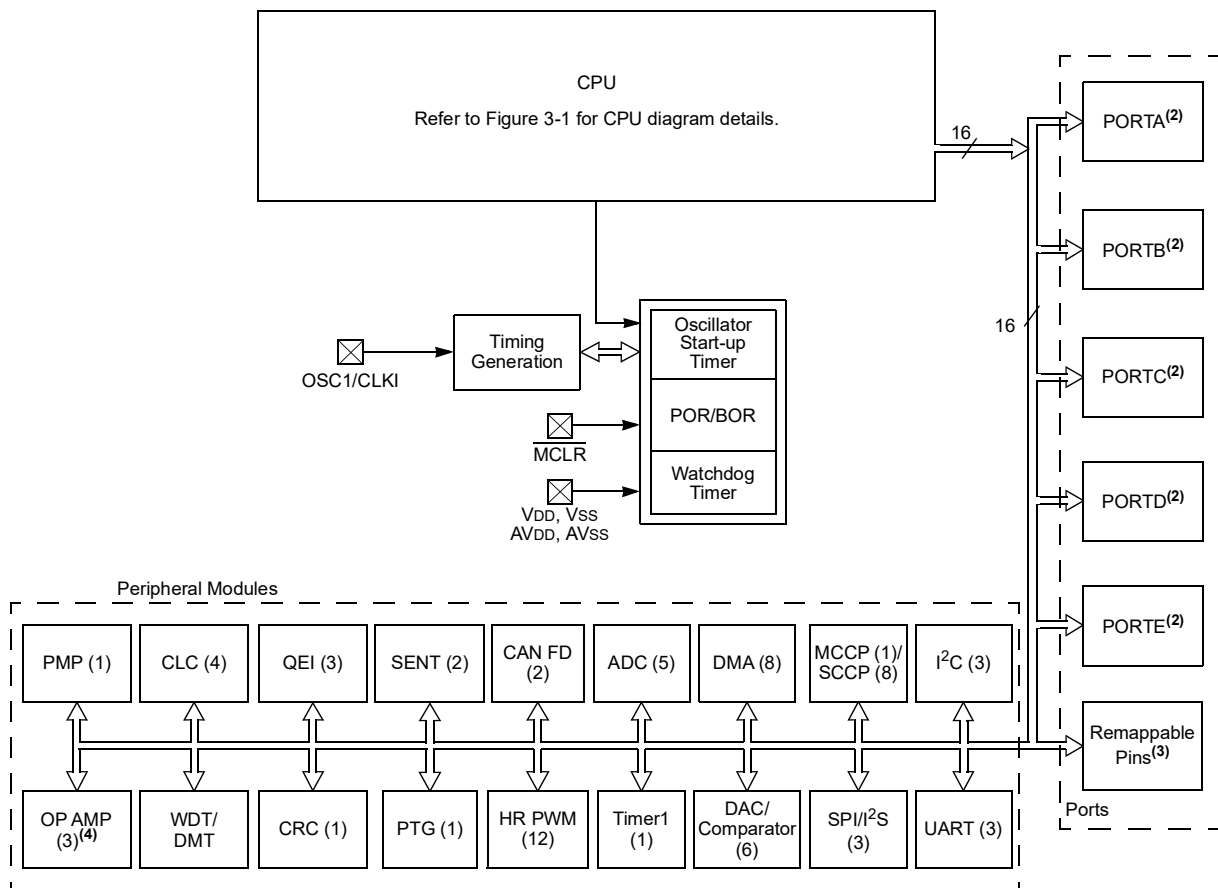 CPU
Refer to Figure 3-1 for CPU diagram details.
16
PORTA(2)
PORTB(2)
16
PORTC(2)
PORTD(2)
PORTE(2)
Remappable
Pins(3)
Ports
OSC1/CLKI
Timing
Generation
Oscillator
Start-up
Timer
POR/BOR
Watchdog
Timer
MCLR
VDD, VSS
AVDD, AVSS
Peripheral Modules
PMP (1)
CLC (4)
QEI (3)
SENT (2)
CAN FD
(2)
ADC (5)
DMA (8)
MCCP (1)/
SCCP (8)
I²C (3)
OP AMP
(3)(4)
WDT/
DMT
CRC (1)
PTG (1)
HR PWM
(12)
Timer1
(1)
DAC/
Comparator
(6)
SPI/I²S
(3)
UART (3)